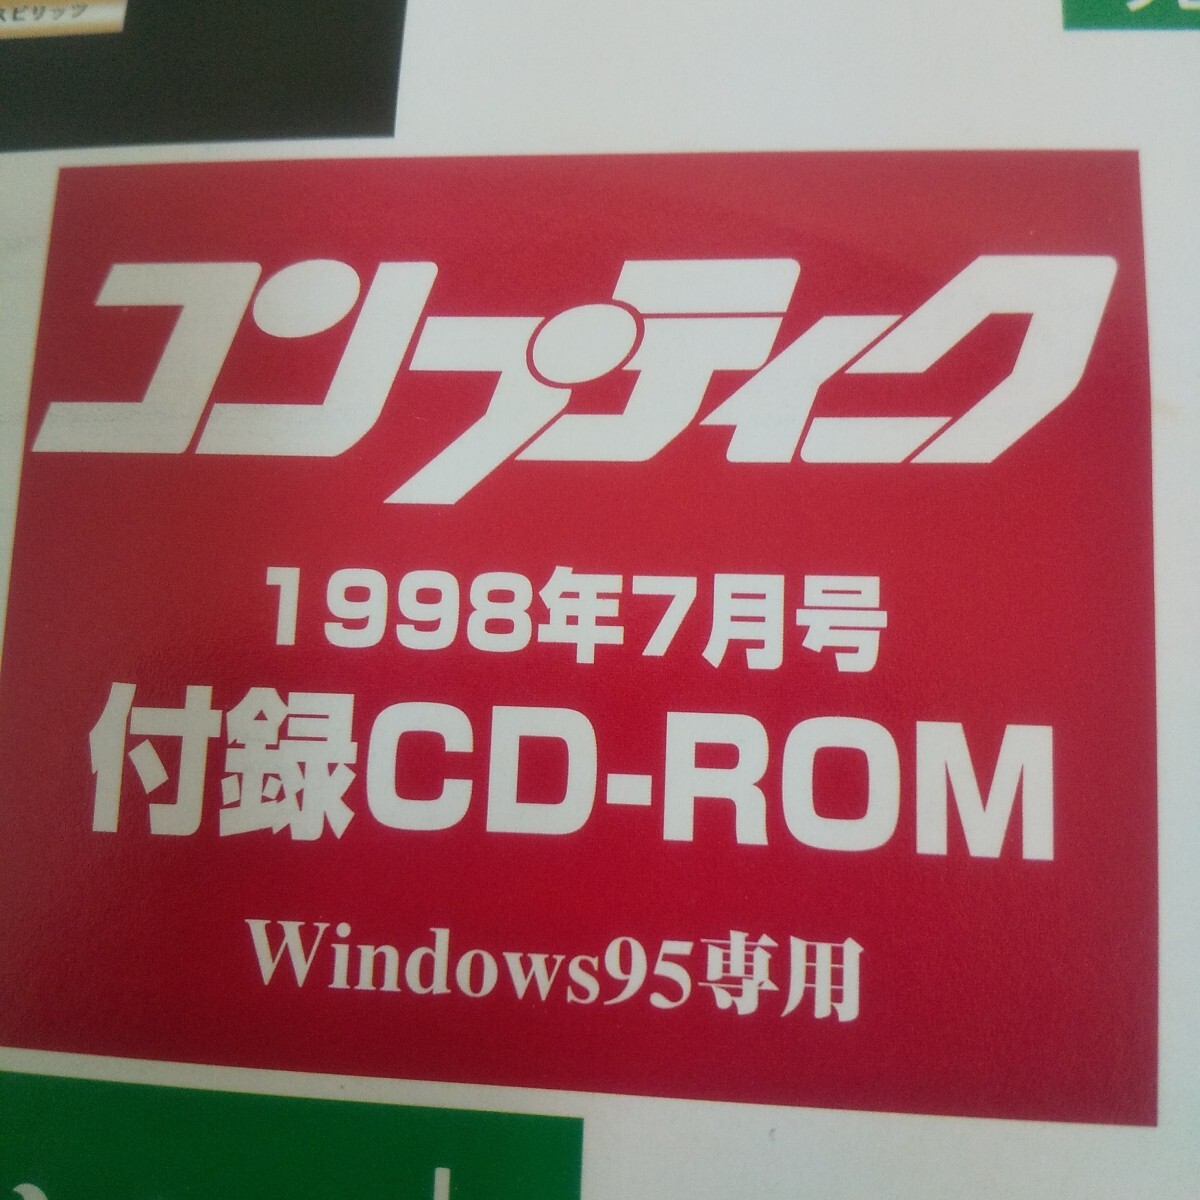 スピリッツ
コンプティーク
1998年7月号
付録CD-ROM
Windows95専用